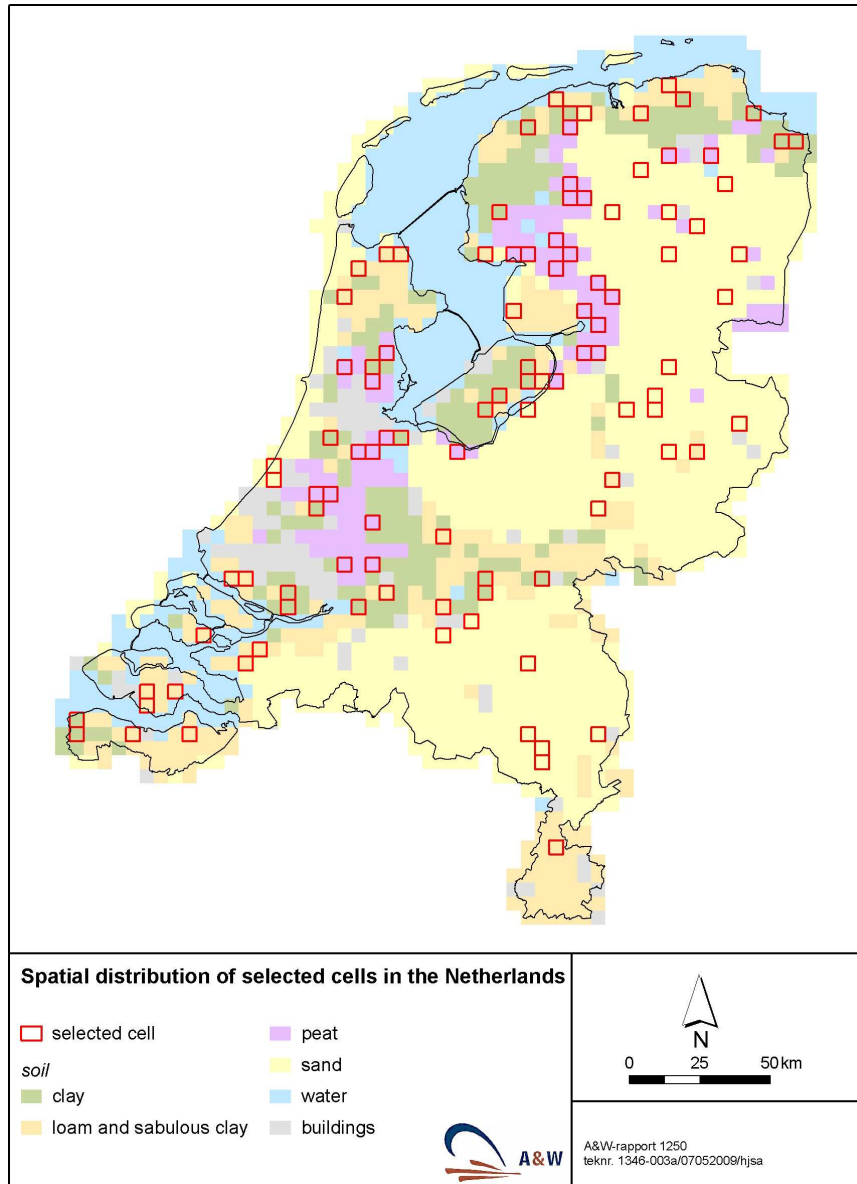 Spatial distribution of selected cells in the Netherlands
selected cell
soil
clay
loam and sabulous clay
peat
sand
water
buildings
A&W
N
0 25 50 km
A&W-rapport 1250
teknr. 1346-003a/07052009/hjsa